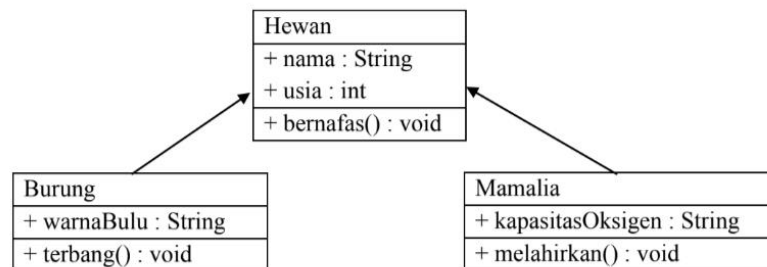 Hewan
+ nama : String
+ usia : int
+ bernafas() : void
Burung
+ warnaBulu : String
+ terbang() : void
Mamalia
+ kapasitasOksigen : String
+ melahirkan() : void